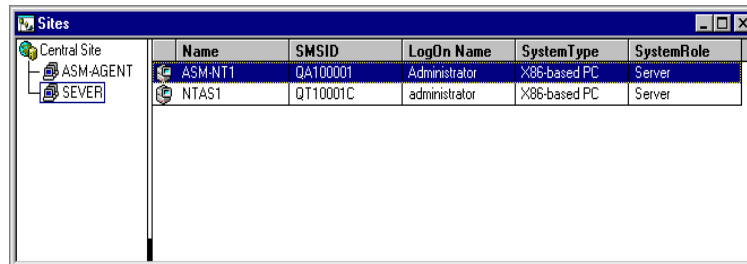 Sites
Central Site
ASM-AGENT
SEVER
Name SMSID LogOn Name SystemType SystemRole
ASM-NT1 QA100001 Administrator X86-based PC Server
NTAS1 QT10001C administrator X86-based PC Server